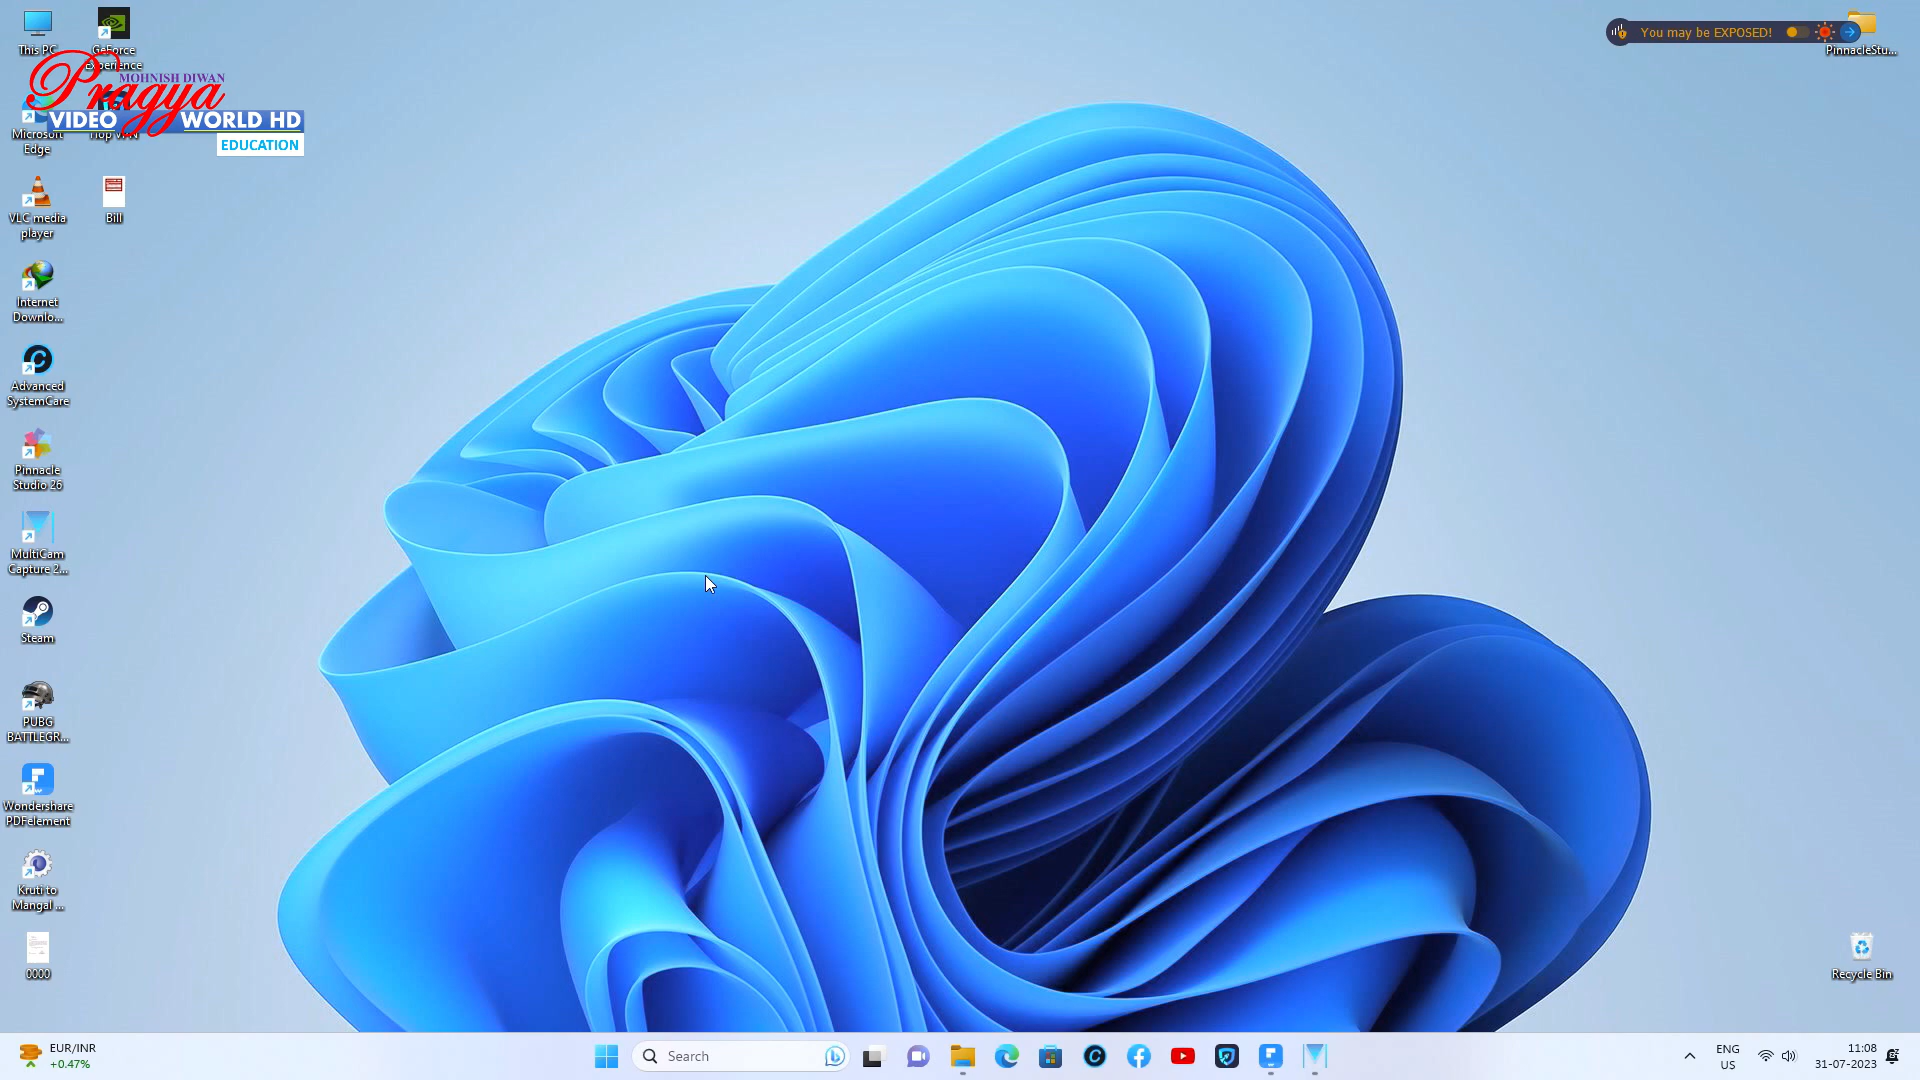 This PC
GeForce
Experience
MOHNISH DIWAN
Pragya
VIDEO WORLD HD
EDUCATION
Microsoft
Edge
VLC media
player
Bill
Internet
Downlo...
Advanced
SystemCare
Pinnacle
Studio 26
MultiCam
Capture 2...
Steam
PUBG
BATTLEGR...
Wondershare
PDFelement
Kruti to
Mangal ...
0000
You may be EXPOSED!
PinnacleStu...
Recycle Bin
EUR/INR
+0.47%
Search
ENG
US
11:08
31-07-2023